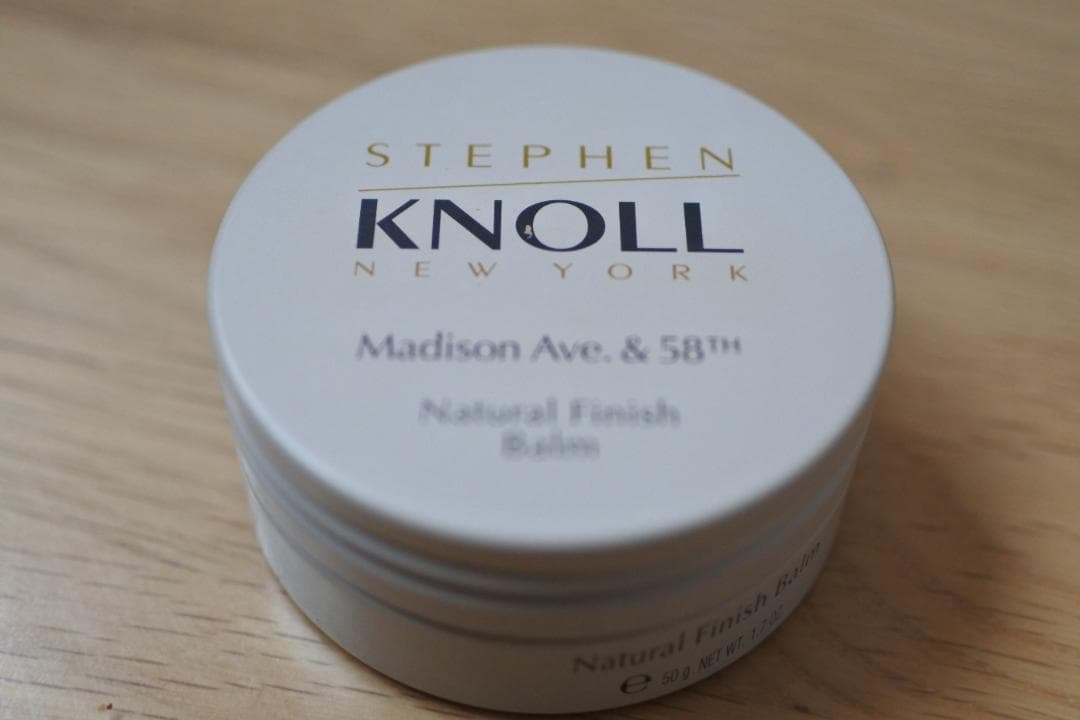 STEPHEN
KNOLL
NEW YORK
Madison Ave. & 58TH
Natural Finish
Balm
Natural Finish Balm
e 50 g NET WT. 1.7 OZ.